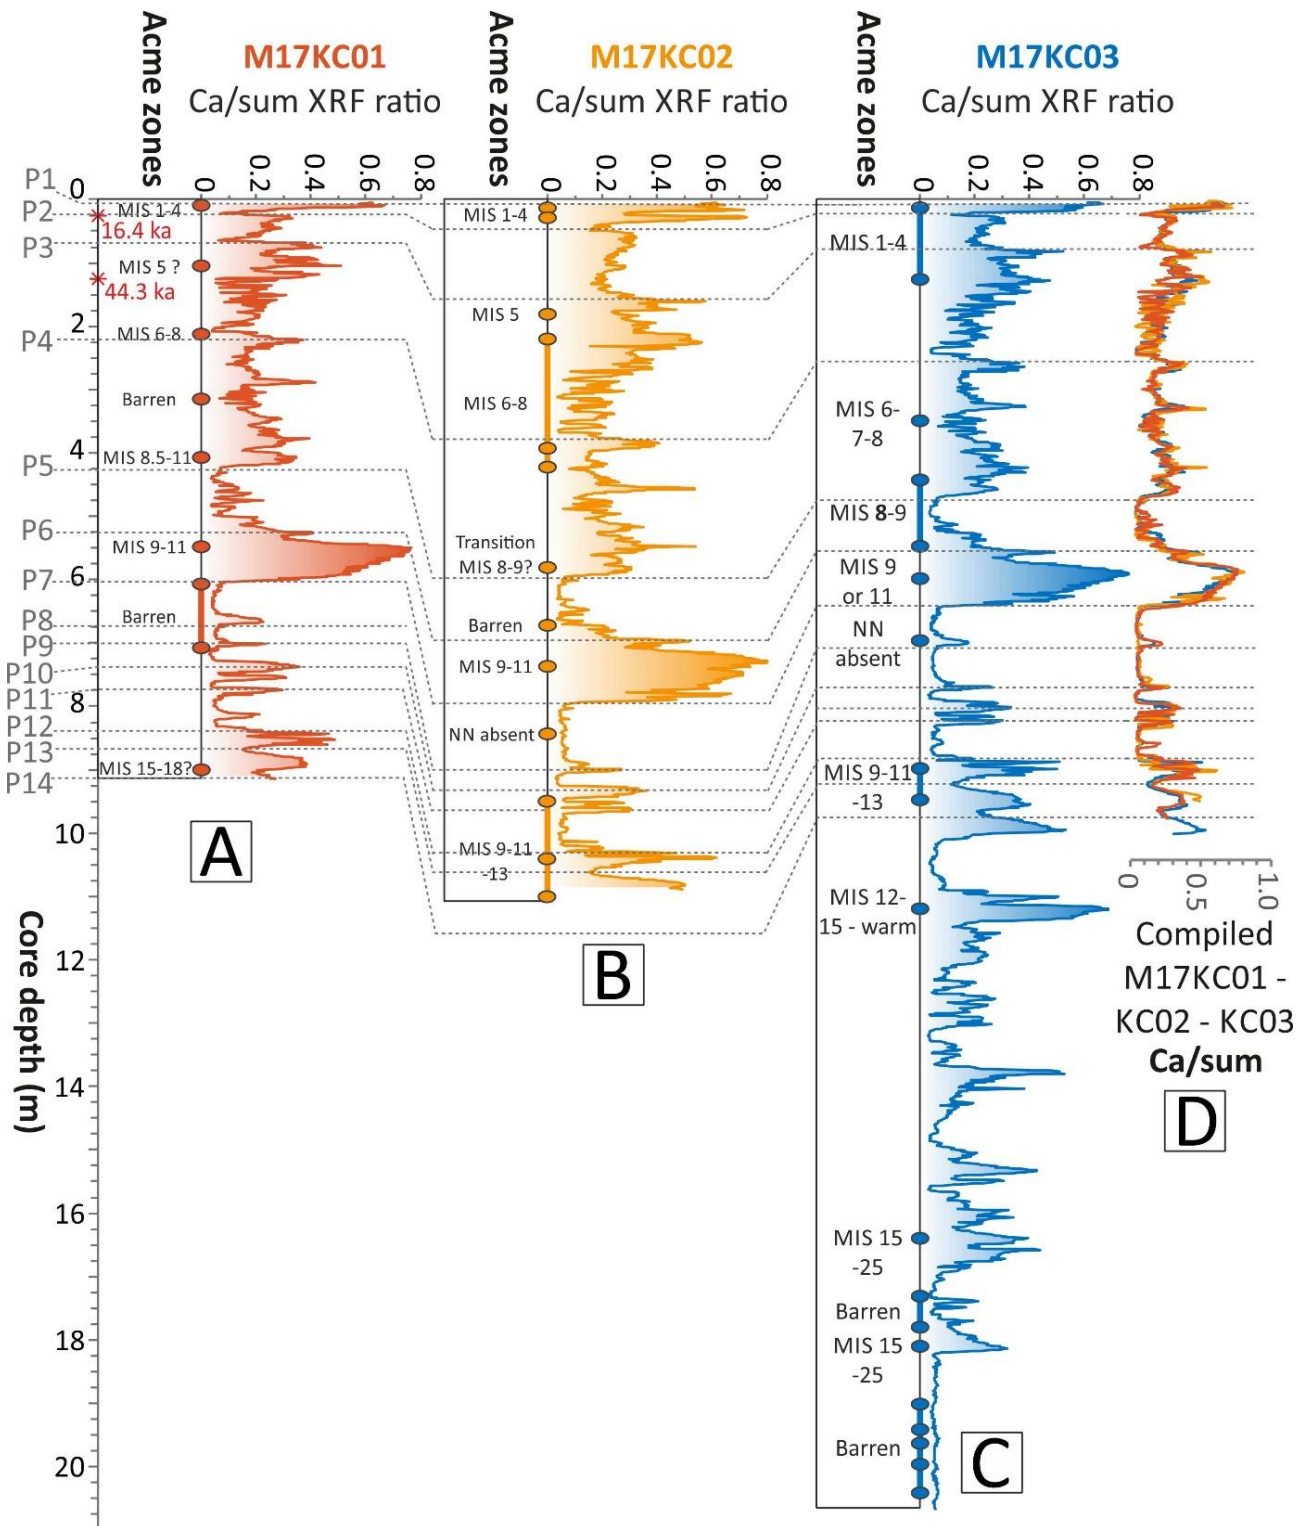 M17KC01
M17KC02
M17KC03
Ca/sum XRF ratio
Ca/sum XRF ratio
Ca/sum XRF ratio
Acme zones
Acme zones
Acme zones
0 0.2 0.4 0.6 0.8
0 0.2 0.4 0.6 0.8
0 0.2 0.4 0.6 0.8
P1
P2
P3
P4
P5
P6
P7
P8
P9
P10
P11
P12
P13
P14
0
2
4
6
8
10
12
14
16
18
20
Core depth (m)
MIS 1-4
16.4 ka
MIS 5 ?
44.3 ka
MIS 6-8
Barren
MIS 8.5-11
MIS 9-11
Barren
MIS 15-18?
A
MIS 1-4
MIS 5
MIS 6-8
Transition
MIS 8-9?
Barren
MIS 9-11
NN absent
MIS 9-11
-13
B
MIS 1-4
MIS 6-
7-8
MIS 8-9
MIS 9
or 11
NN
absent
MIS 9-11
-13
MIS 12-
15 - warm
MIS 15
-25
Barren
MIS 15
-25
Barren
C
0 0.5 1.0
Compiled
M17KC01 -
KC02 - KC03
Ca/sum
D